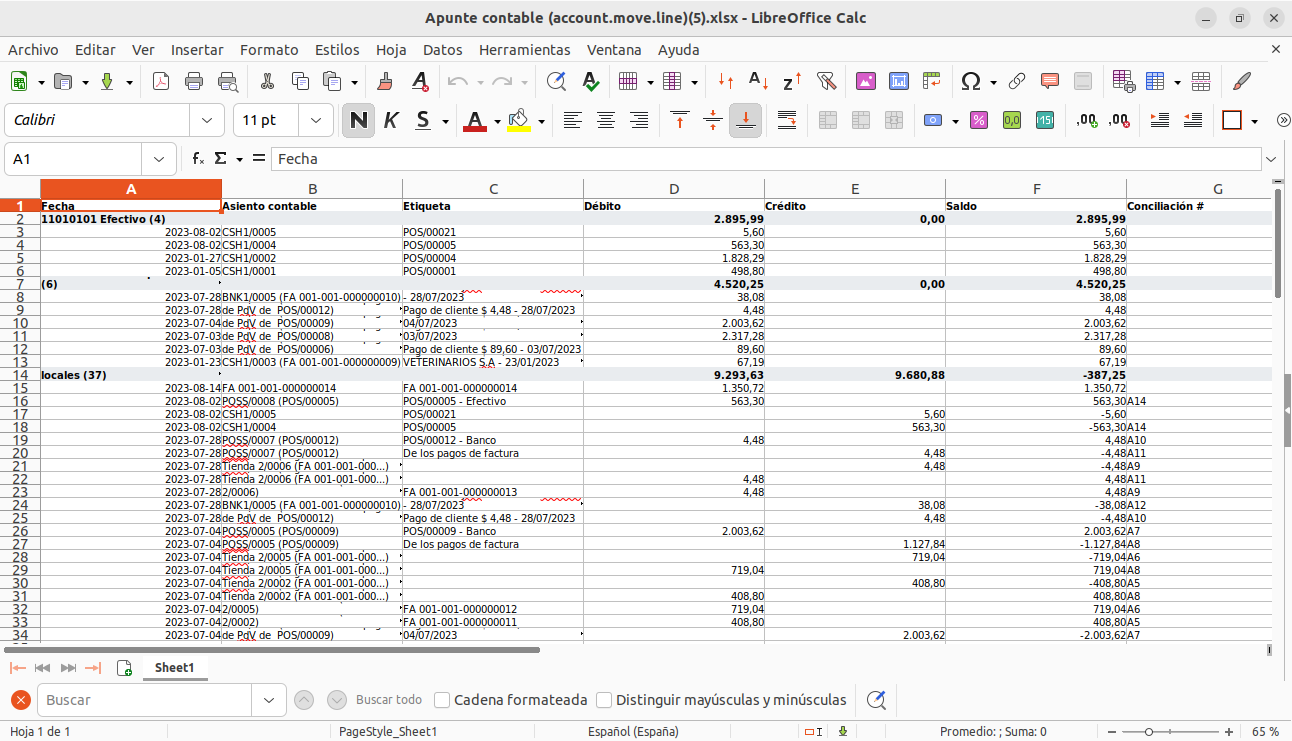 Apunte contable (account.move.line)(5).xlsx - LibreOffice Calc
Archivo Editar Ver Insertar Formato Estilos Hoja Datos Herramientas Ventana Ayuda
Calibri 11 pt N K S
A1 Fecha
A B C D E F G
1 Fecha Asiento contable Etiqueta Débito Crédito Saldo Conciliación #
2 11010101 Efectivo (4) 2.895,99 0,00 2.895,99
3 2023-08-02 CSH1/0005 POS/00021 5,60 5,60
4 2023-08-02 CSH1/0004 POS/00005 563,30 563,30
5 2023-01-27 CSH1/0002 POS/00004 1.828,29 1.828,29
6 2023-01-05 CSH1/0001 POS/00001 498,80 498,80
7 (6) 4.520,25 0,00 4.520,25
8 2023-07-28 BNK1/0005 (FA 001-001-000000010) - 28/07/2023 38,08 38,08
9 2023-07-28 de PdV de POS/00012) Pago de cliente $ 4,48 - 28/07/2023 4,48 4,48
10 2023-07-04 de PdV de POS/00009) 04/07/2023 2.003,62 2.003,62
11 2023-07-03 de PdV de POS/00008) 03/07/2023 2.317,28 2.317,28
12 2023-07-03 de PdV de POS/00006) Pago de cliente $ 89,60 - 03/07/2023 89,60 89,60
13 2023-01-23 CSH1/0003 (FA 001-001-000000009) VETERINARIOS S.A - 23/01/2023 67,19 67,19
14 locales (37) 9.293,63 9.680,88 -387,25
15 2023-08-14 FA 001-001-000000014 FA 001-001-000000014 1.350,72 1.350,72
16 2023-08-02 POSS/0008 (POS/00005) POS/00005 - Efectivo 563,30 563,30 A14
17 2023-08-02 CSH1/0005 POS/00021 5,60 -5,60
18 2023-08-02 CSH1/0004 POS/00005 563,30 -563,30 A14
19 2023-07-28 POSS/0007 (POS/00012) POS/00012 - Banco 4,48 4,48 A10
20 2023-07-28 POSS/0007 (POS/00012) De los pagos de factura 4,48 -4,48 A11
21 2023-07-28 Tienda 2/0006 (FA 001-001-000...) 4,48 -4,48 A9
22 2023-07-28 Tienda 2/0006 (FA 001-001-000...) 4,48 4,48 A11
23 2023-07-28 2/0006) FA 001-001-000000013 4,48 4,48 A9
24 2023-07-28 BNK1/0005 (FA 001-001-000000010) - 28/07/2023 38,08 -38,08 A12
25 2023-07-28 de PdV de POS/00012) Pago de cliente $ 4,48 - 28/07/2023 4,48 -4,48 A10
26 2023-07-04 POSS/0005 (POS/00009) POS/00009 - Banco 2.003,62 2.003,62 A7
27 2023-07-04 POSS/0005 (POS/00009) De los pagos de factura 1.127,84 -1.127,84 A8
28 2023-07-04 Tienda 2/0005 (FA 001-001-000...) 719,04 -719,04 A6
29 2023-07-04 Tienda 2/0005 (FA 001-001-000...) 719,04 719,04 A8
30 2023-07-04 Tienda 2/0002 (FA 001-001-000...) 408,80 -408,80 A5
31 2023-07-04 Tienda 2/0002 (FA 001-001-000...) 408,80 408,80 A8
32 2023-07-04 2/0005) FA 001-001-000000012 719,04 719,04 A6
33 2023-07-04 2/0002) FA 001-001-000000011 408,80 408,80 A5
34 2023-07-04 de PdV de POS/00009) 04/07/2023 2.003,62 -2.003,62 A7
Sheet1
Buscar Buscar todo Cadena formateada Distinguir mayúsculas y minúsculas
Hoja 1 de 1 PageStyle_Sheet1 Español (España) Promedio: ; Suma: 0 65 %